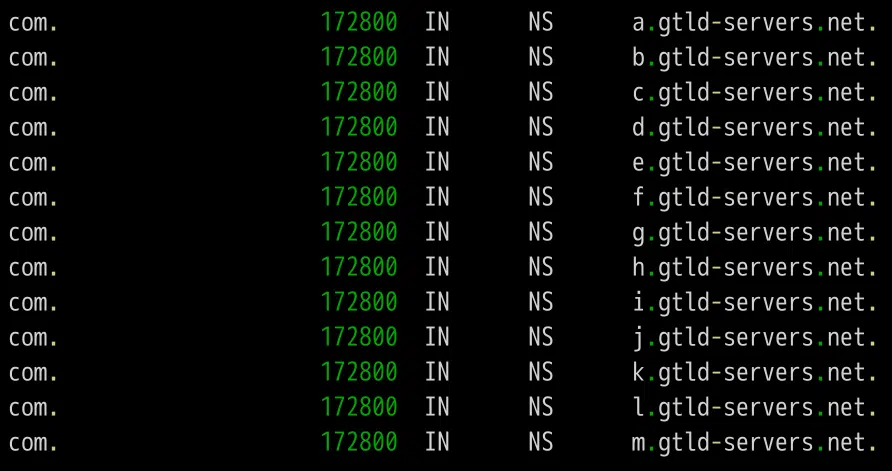 com. 172800 IN NS a.gtld-servers.net.
com. 172800 IN NS b.gtld-servers.net.
com. 172800 IN NS c.gtld-servers.net.
com. 172800 IN NS d.gtld-servers.net.
com. 172800 IN NS e.gtld-servers.net.
com. 172800 IN NS f.gtld-servers.net.
com. 172800 IN NS g.gtld-servers.net.
com. 172800 IN NS h.gtld-servers.net.
com. 172800 IN NS i.gtld-servers.net.
com. 172800 IN NS j.gtld-servers.net.
com. 172800 IN NS k.gtld-servers.net.
com. 172800 IN NS l.gtld-servers.net.
com. 172800 IN NS m.gtld-servers.net.